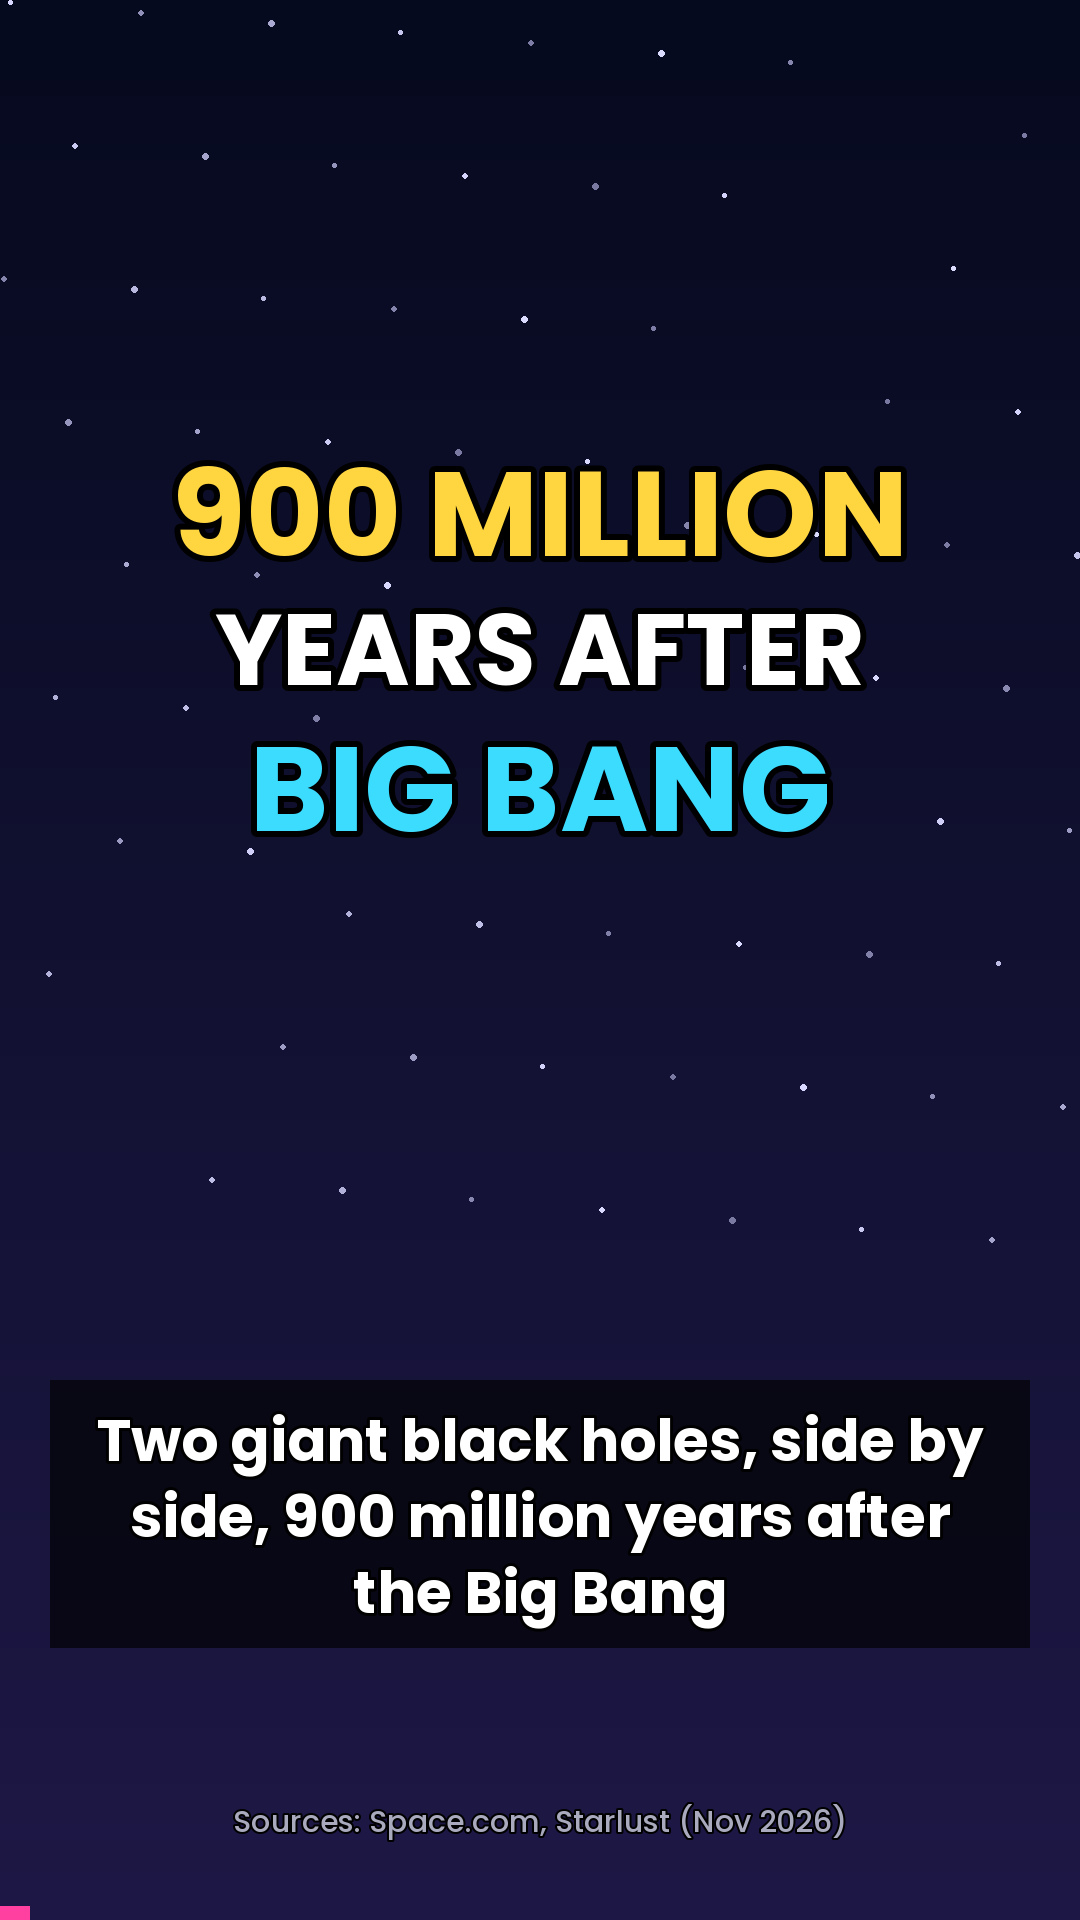 900 MILLION
YEARS AFTER
BIG BANG
Two giant black holes, side by
side, 900 million years after
the Big Bang
Sources: Space.com, Starlust (Nov 2026)